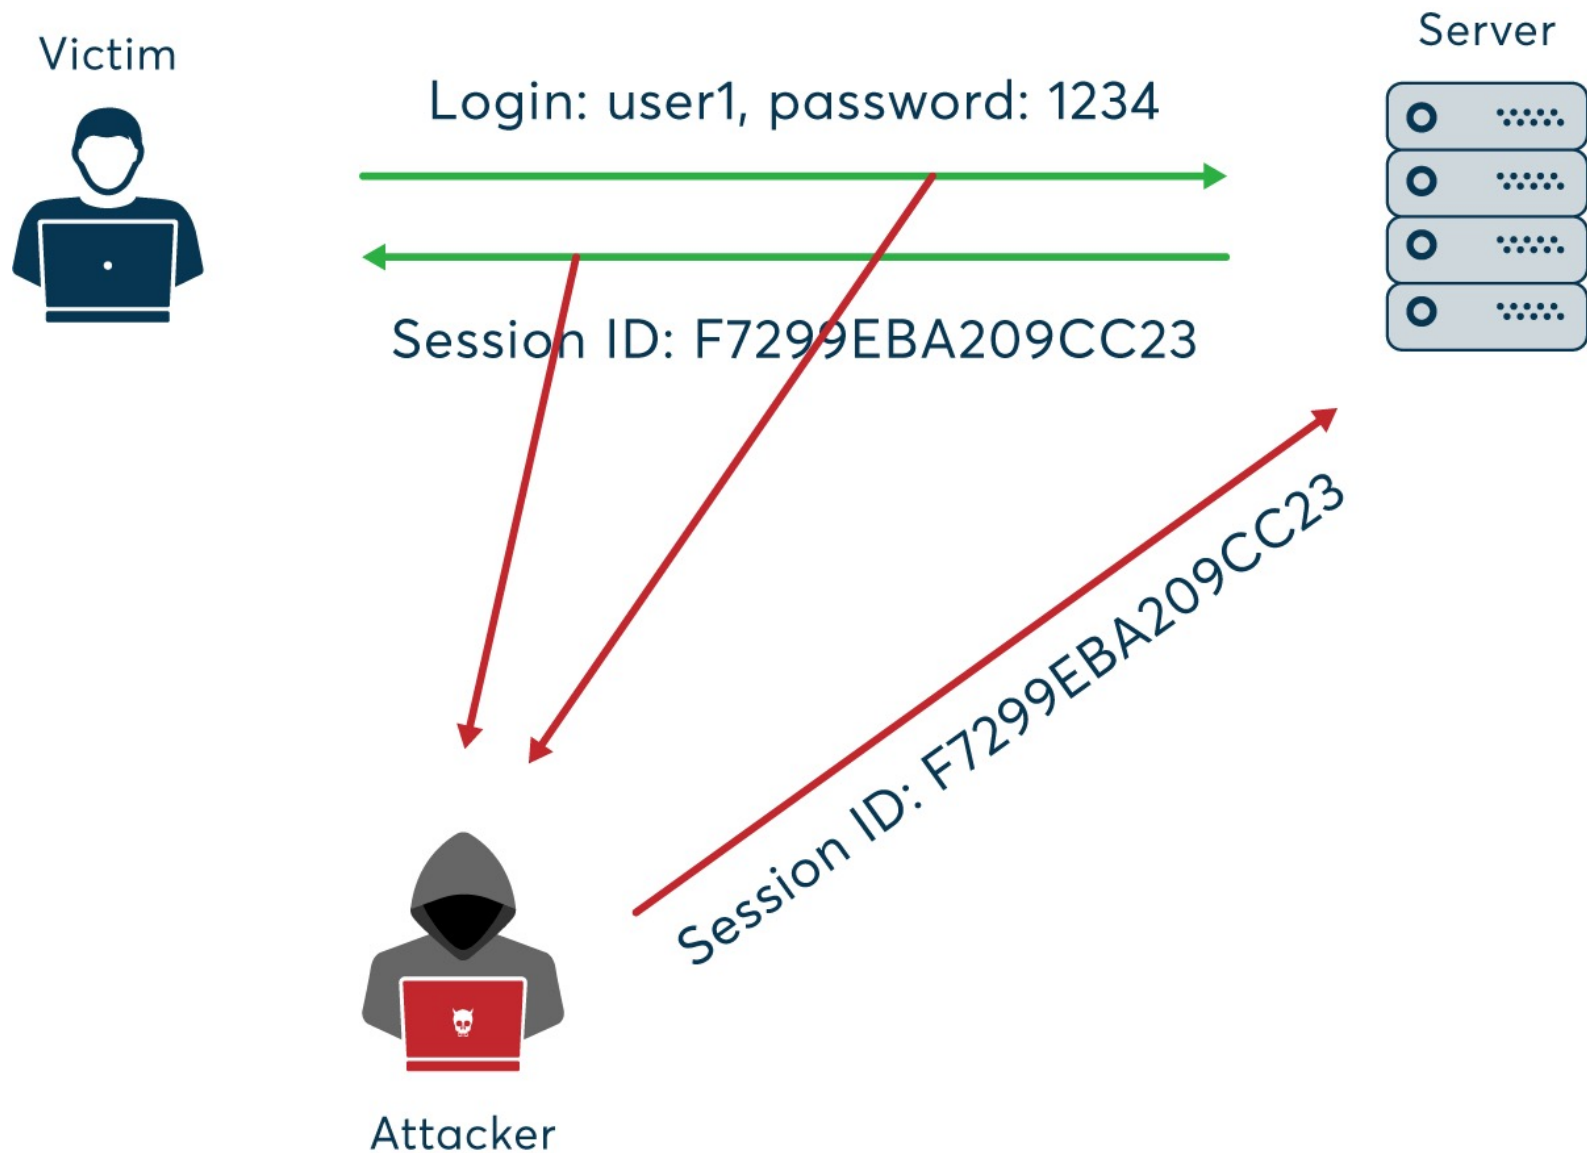 Victim
Server
Login: user1, password: 1234
Session ID: F7299EBA209CC23
Session ID: F7299EBA209CC23
Attacker